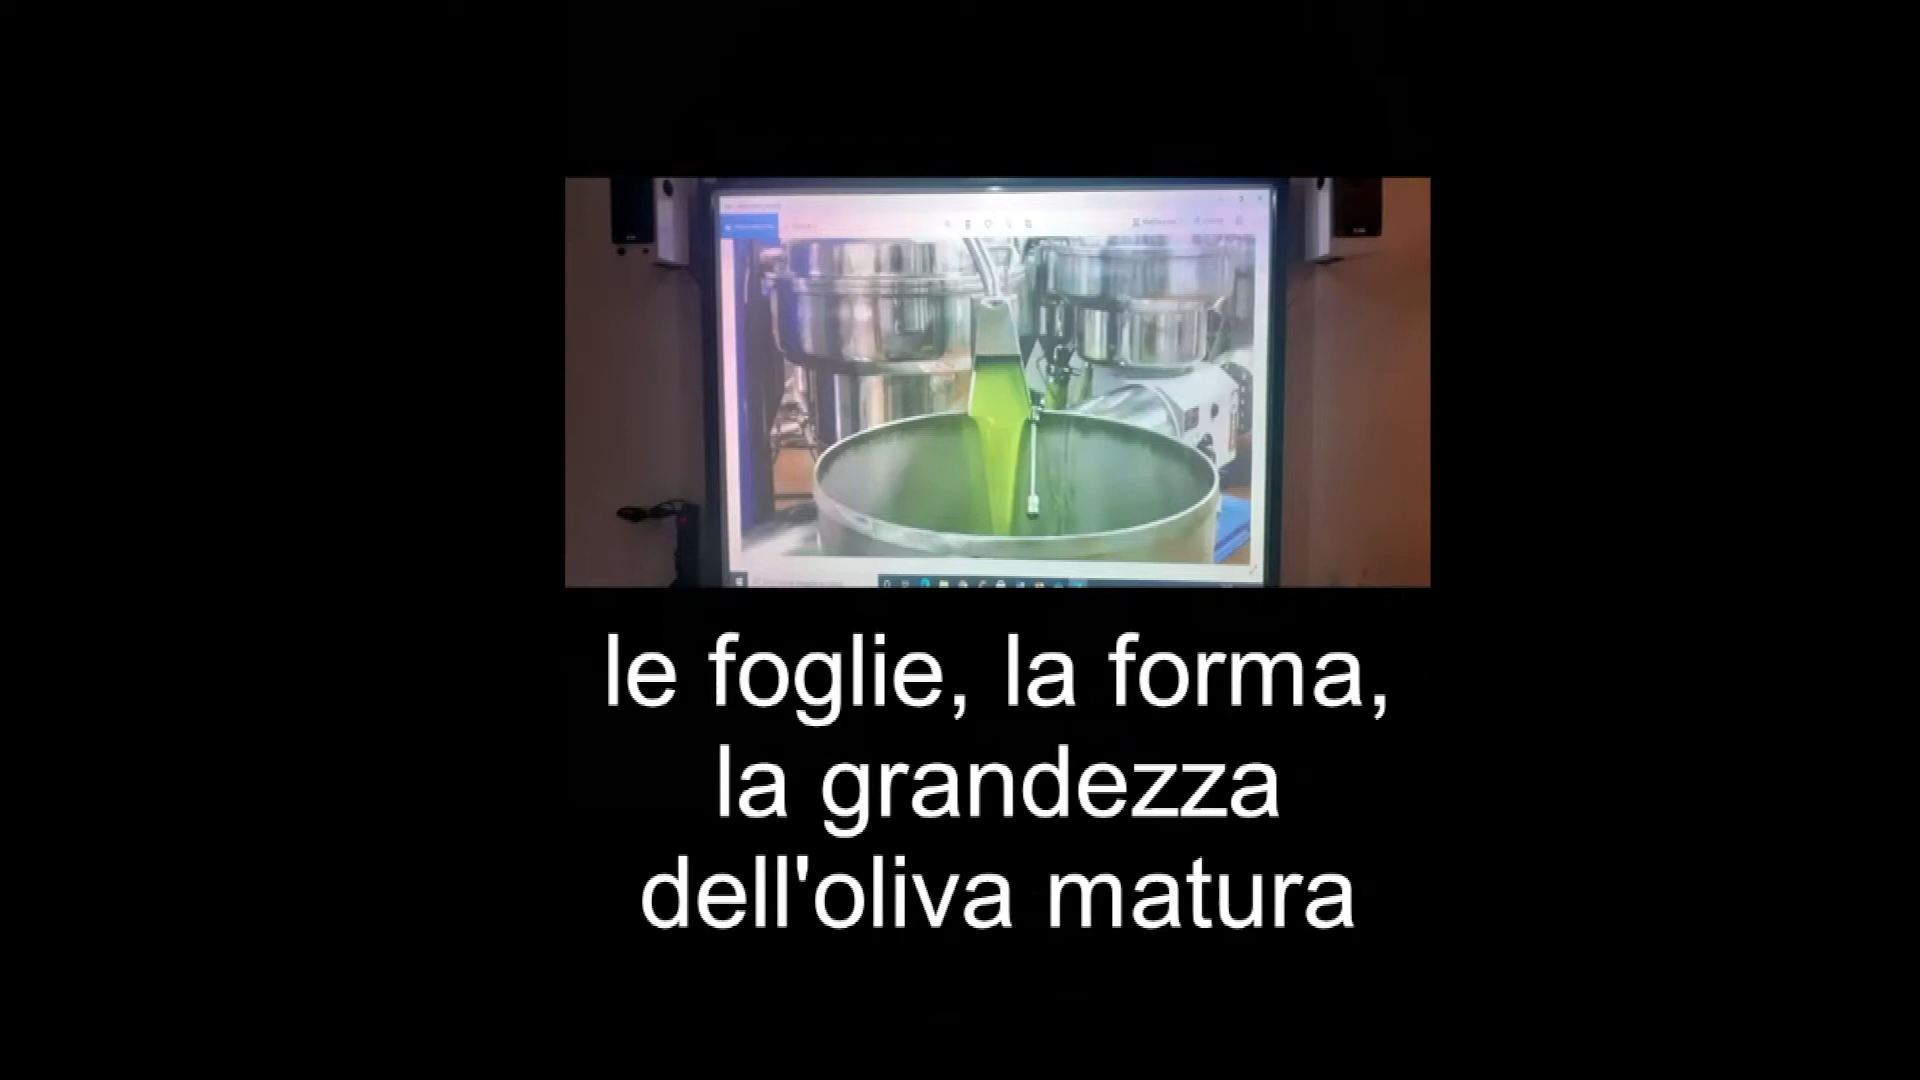 le foglie, la forma,
la grandezza
dell'oliva matura